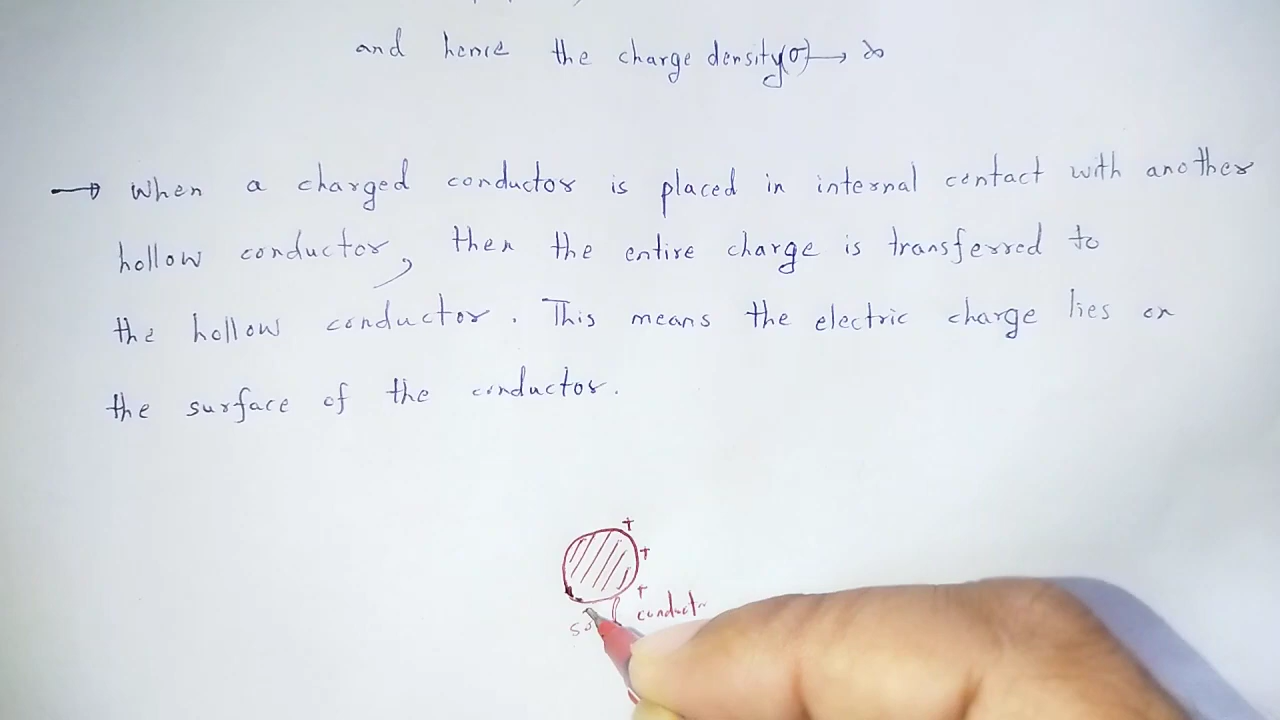 and hence the charge density(σ) → ∞
→ When a charged conductor is placed in internal contact with another
hollow conductor, then the entire charge is transferred to
the hollow conductor. This means the electric charge lies on
the surface of the conductor.
+
+
+